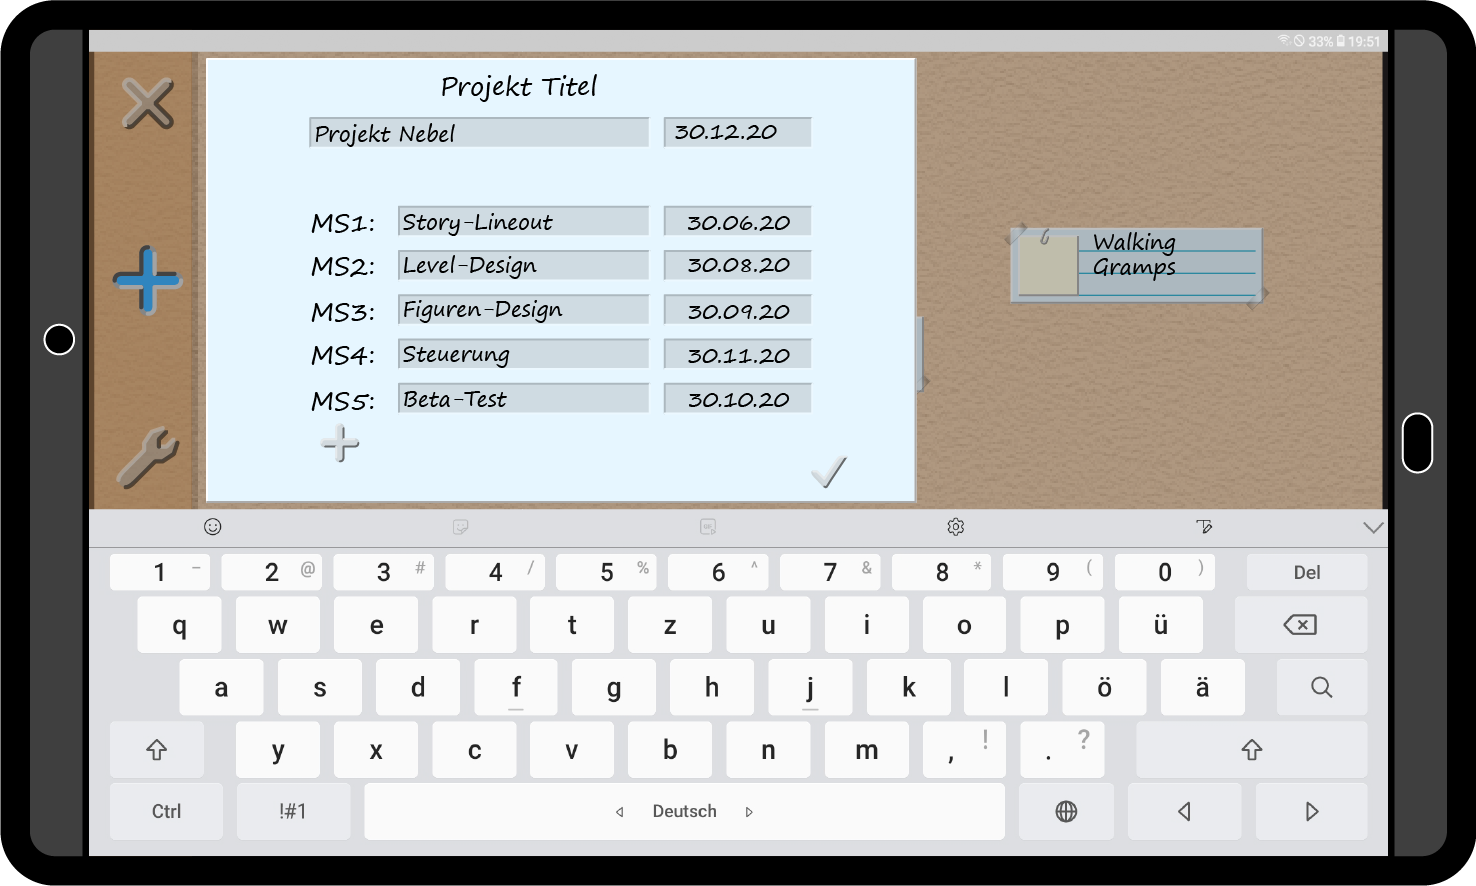 33% 19:51
Projekt Titel
Projekt Nebel 30.12.20
MS1: Story-Lineout 30.06.20
MS2: Level-Design 30.08.20
MS3: Figuren-Design 30.09.20
MS4: Steuerung 30.11.20
MS5: Beta-Test 30.10.20
Walking
Gramps
1 - 2 @ 3 # 4 / 5 % 6 ^ 7 & 8 * 9 ( 0 ) Del
q w e r t z u i o p ü
a s d f g h j k l ö ä
y x c v b n m , ! . ?
Ctrl !#1 Deutsch